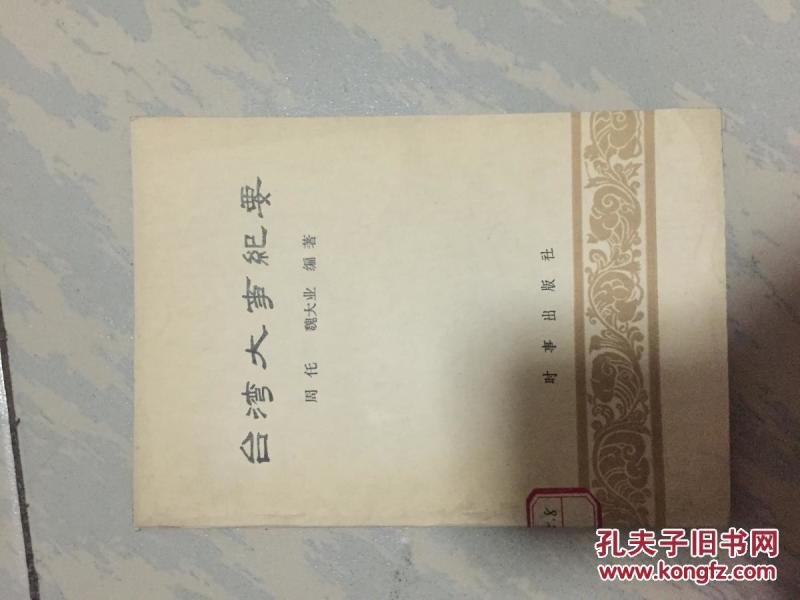 台湾大事纪要
周任 魏大业 编著
时事出版社
孔夫子旧书网
www.kongfz.com